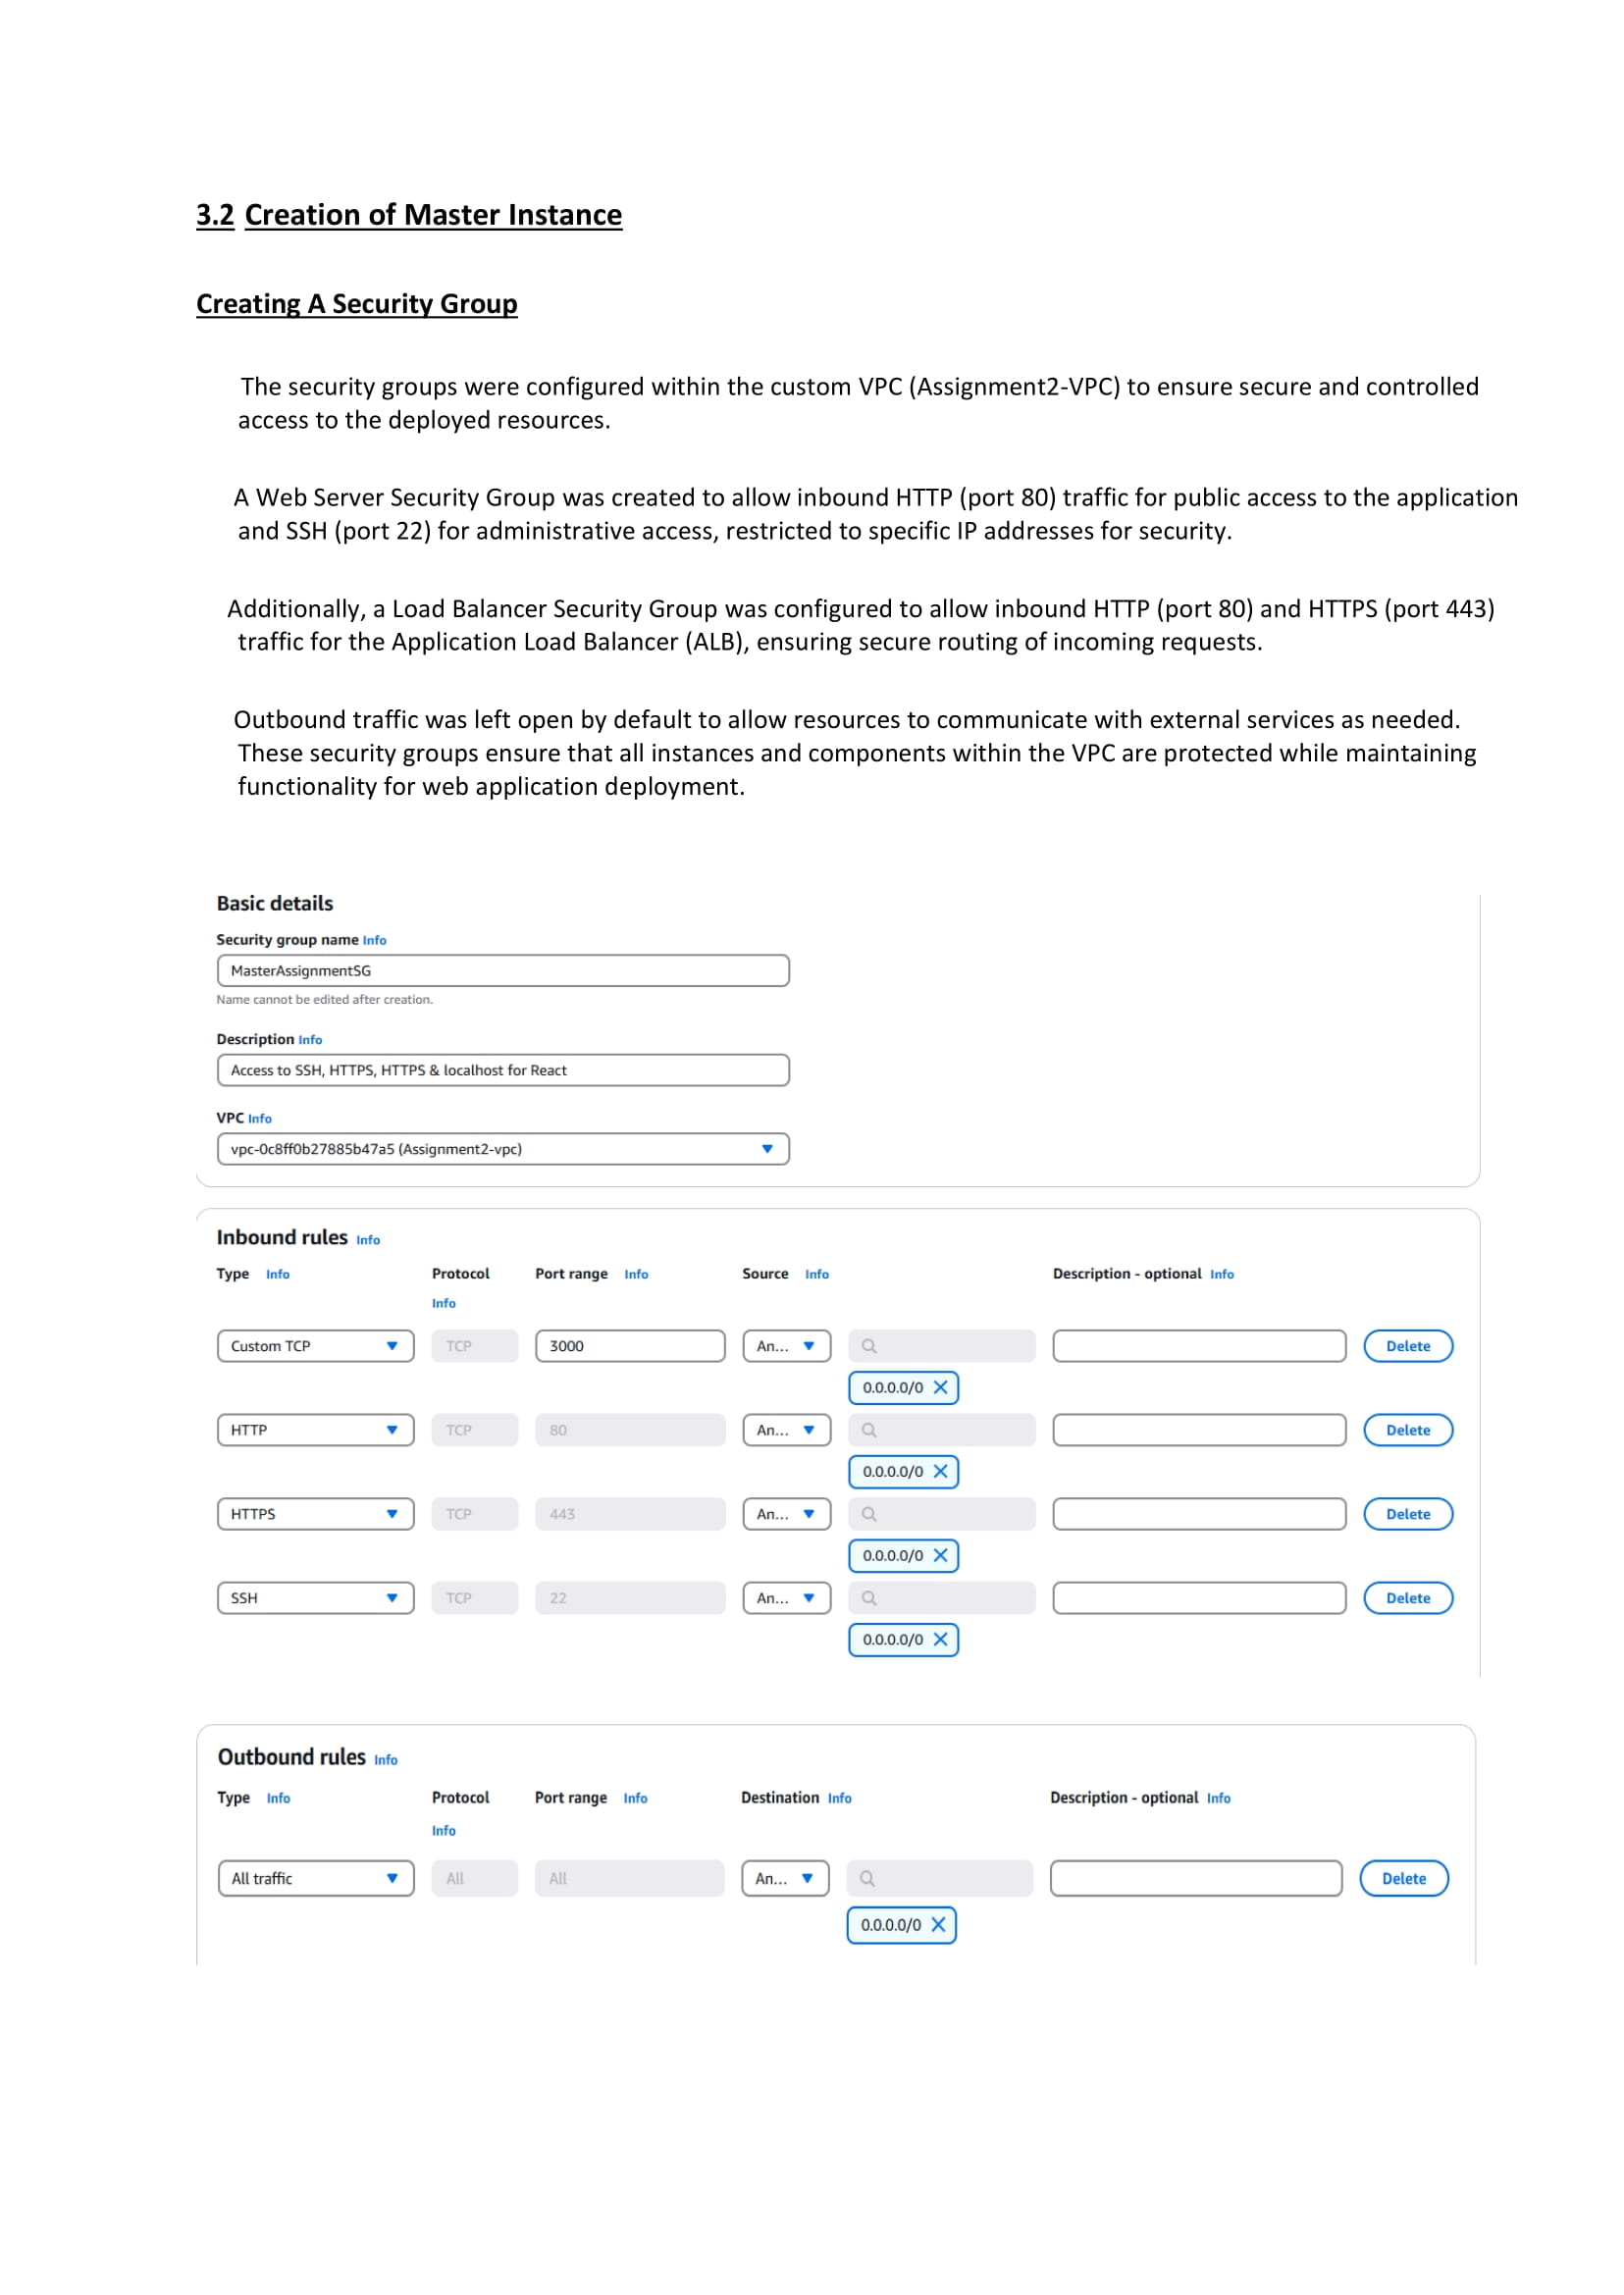 3.2 Creation of Master Instance
Creating A Security Group
The security groups were configured within the custom VPC (Assignment2-VPC) to ensure secure and controlled
access to the deployed resources.
A Web Server Security Group was created to allow inbound HTTP (port 80) traffic for public access to the application
and SSH (port 22) for administrative access, restricted to specific IP addresses for security.
Additionally, a Load Balancer Security Group was configured to allow inbound HTTP (port 80) and HTTPS (port 443)
traffic for the Application Load Balancer (ALB), ensuring secure routing of incoming requests.
Outbound traffic was left open by default to allow resources to communicate with external services as needed.
These security groups ensure that all instances and components within the VPC are protected while maintaining
functionality for web application deployment.
Basic details
Security group name Info
MasterAssignmentSG
Name cannot be edited after creation.
Description Info
Access to SSH, HTTPS, HTTPS & localhost for React
VPC Info
vpc-0c8ff0b27885b47a5 (Assignment2-vpc)
Inbound rules Info
Type Info Protocol Port range Info Source Info Description - optional Info
Info
Custom TCP TCP 3000 An... Delete
0.0.0.0/0
HTTP TCP 80 An... Delete
0.0.0.0/0
HTTPS TCP 443 An... Delete
0.0.0.0/0
SSH TCP 22 An... Delete
0.0.0.0/0
Outbound rules Info
Type Info Protocol Port range Info Destination Info Description - optional Info
Info
All traffic All All An... Delete
0.0.0.0/0